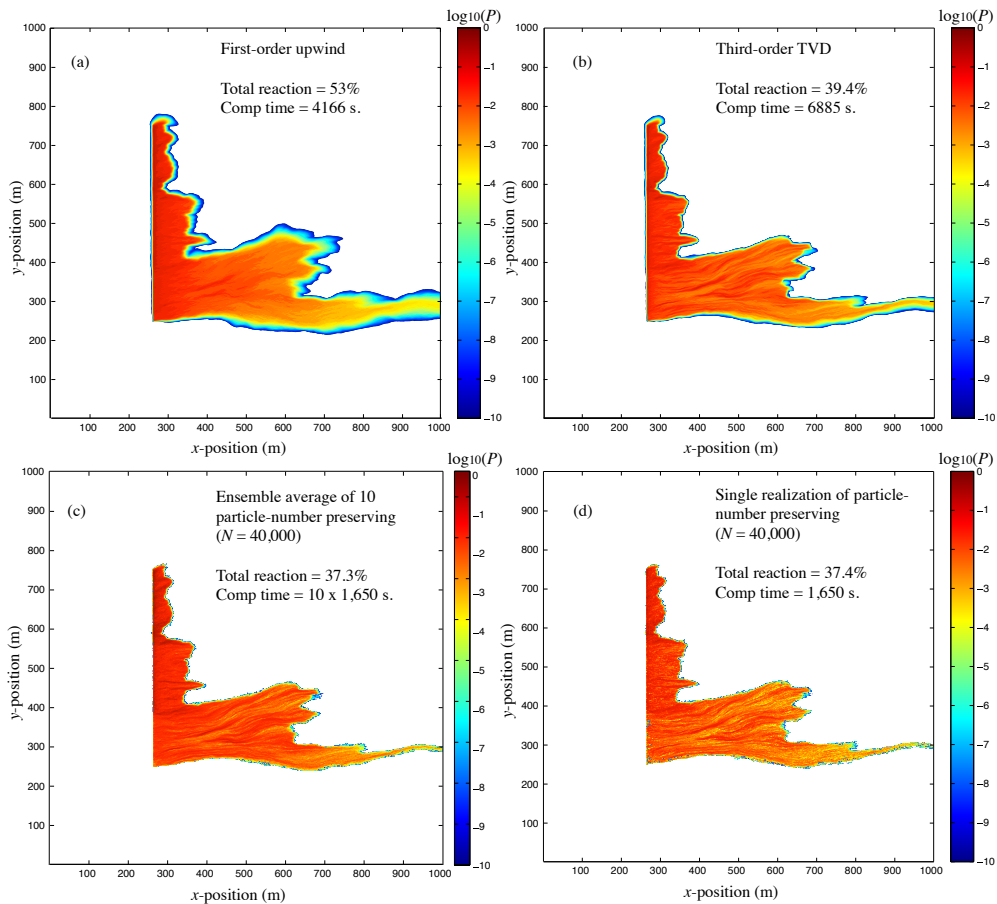 log10(P)
(a)
First-order upwind
Total reaction = 53%
Comp time = 4166 s.
y-position (m)
1000
900
800
700
600
500
400
300
200
100
100 200 300 400 500 600 700 800 900 1000
x-position (m)
0
−1
−2
−3
−4
−5
−6
−7
−8
−9
−10
log10(P)
(b)
Third-order TVD
Total reaction = 39.4%
Comp time = 6885 s.
y-position (m)
1000
900
800
700
600
500
400
300
200
100
100 200 300 400 500 600 700 800 900 1000
x-position (m)
0
−1
−2
−3
−4
−5
−6
−7
−8
−9
−10
log10(P)
(c)
Ensemble average of 10
particle-number preserving
(N = 40,000)
Total reaction = 37.3%
Comp time = 10 x 1,650 s.
y-position (m)
1000
900
800
700
600
500
400
300
200
100
100 200 300 400 500 600 700 800 900 1000
x-position (m)
0
−1
−2
−3
−4
−5
−6
−7
−8
−9
−10
log10(P)
(d)
Single realization of particle-
number preserving
(N = 40,000)
Total reaction = 37.4%
Comp time = 1,650 s.
y-position (m)
1000
900
800
700
600
500
400
300
200
100
100 200 300 400 500 600 700 800 900 1000
x-position (m)
0
−1
−2
−3
−4
−5
−6
−7
−8
−9
−10